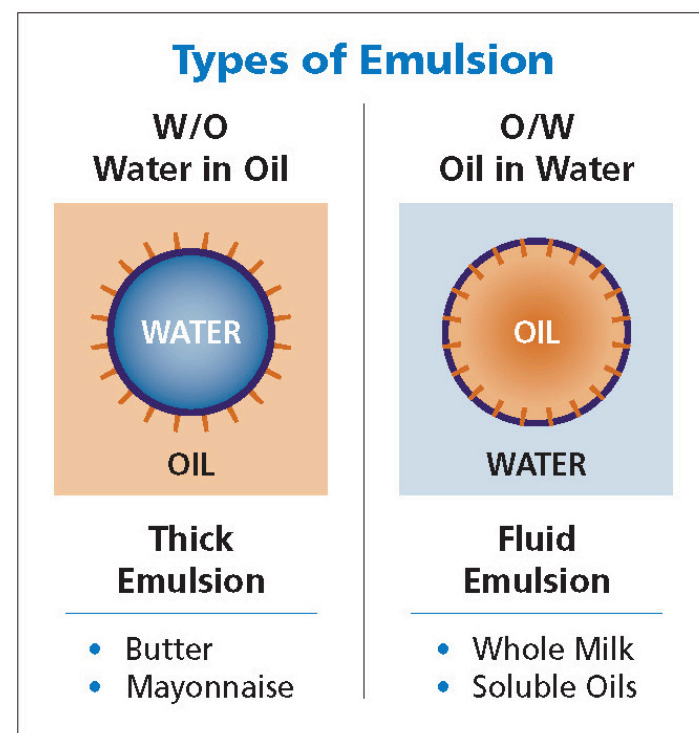 Types of Emulsion
W/O
Water in Oil
WATER
OIL
Thick
Emulsion
• Butter
• Mayonnaise
O/W
Oil in Water
OIL
WATER
Fluid
Emulsion
• Whole Milk
• Soluble Oils